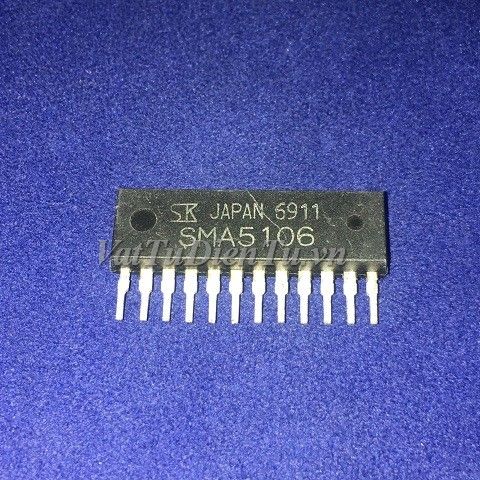 SK JAPAN 6911
SMA5106
VatTuDienTu.vn